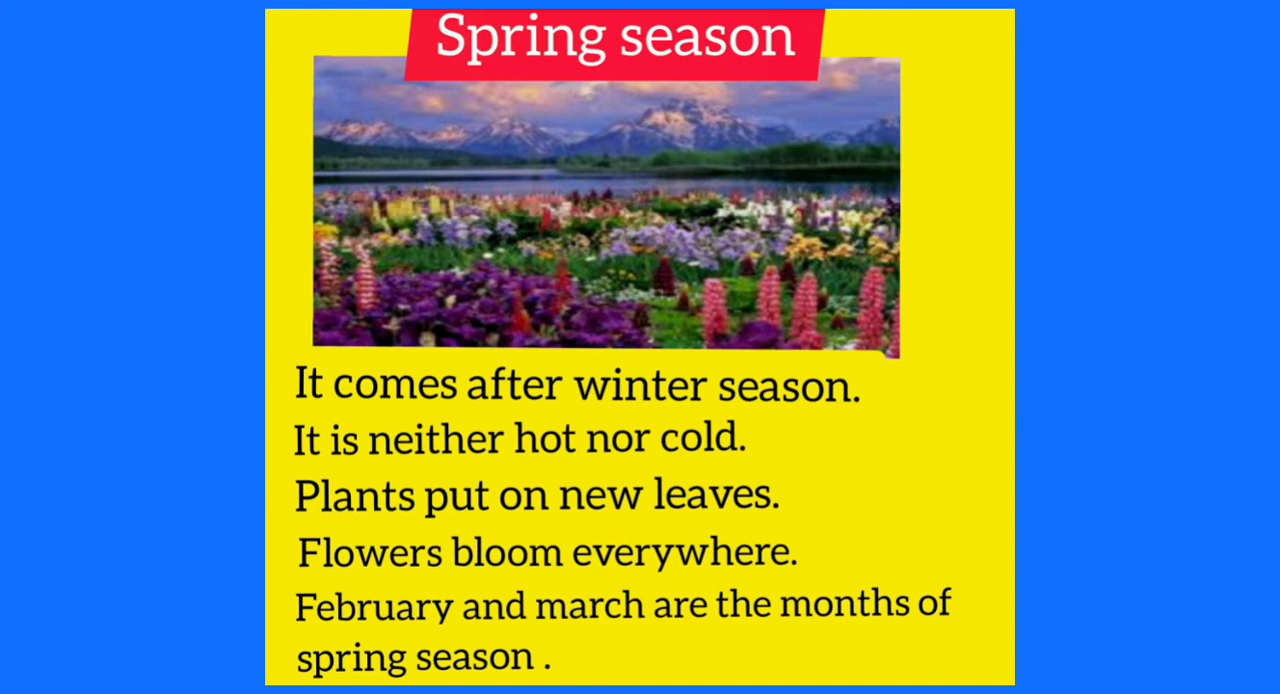 Spring season
It comes after winter season.
It is neither hot nor cold.
Plants put on new leaves.
Flowers bloom everywhere.
February and march are the months of
spring season .